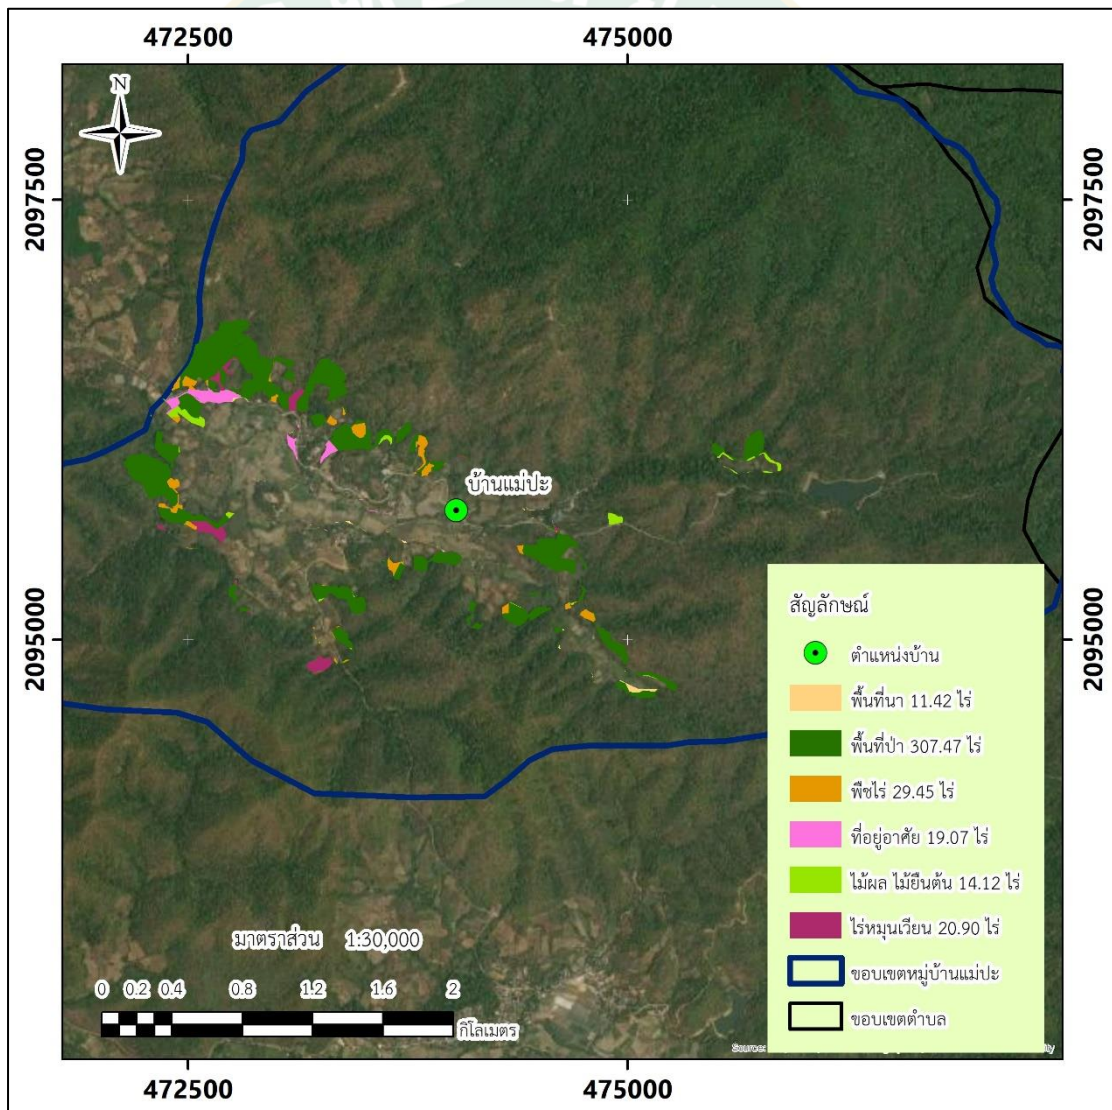 472500 475000
N
2097500 2097500
บ้านแม่ปะ
2095000 2095000
สัญลักษณ์
ตำแหน่งบ้าน
พื้นที่นา 11.42 ไร่
พื้นที่ป่า 307.47 ไร่
พืชไร่ 29.45 ไร่
ที่อยู่อาศัย 19.07 ไร่
ไม้ผล ไม้ยืนต้น 14.12 ไร่
ไร่หมุนเวียน 20.90 ไร่
ขอบเขตหมู่บ้านแม่ปะ
ขอบเขตตำบล
มาตราส่วน 1:30,000
0 0.2 0.4 0.8 1.2 1.6 2
กิโลเมตร
Source:
472500 475000